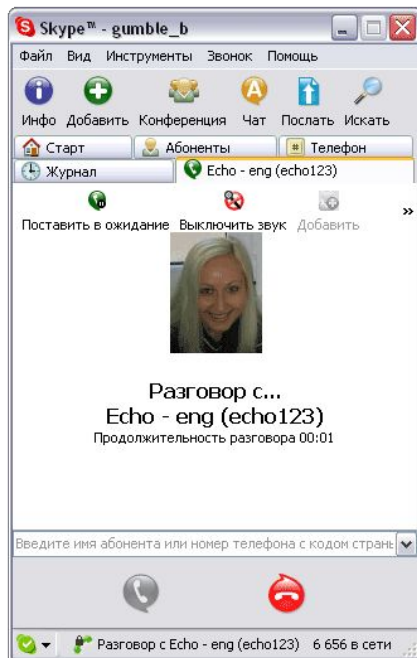 Skype™ - gumble_b
Файл Вид Инструменты Звонок Помощь
Инфо Добавить Конференция Чат Послать Искать
Старт Абоненты Телефон
Журнал Echo - eng (echo123)
Поставить в ожидание Выключить звук Добавить »
Разговор с...
Echo - eng (echo123)
Продолжительность разговора 00:01
Введите имя абонента или номер телефона с кодом страны
Разговор с Echo - eng (echo123) 6 656 в сети